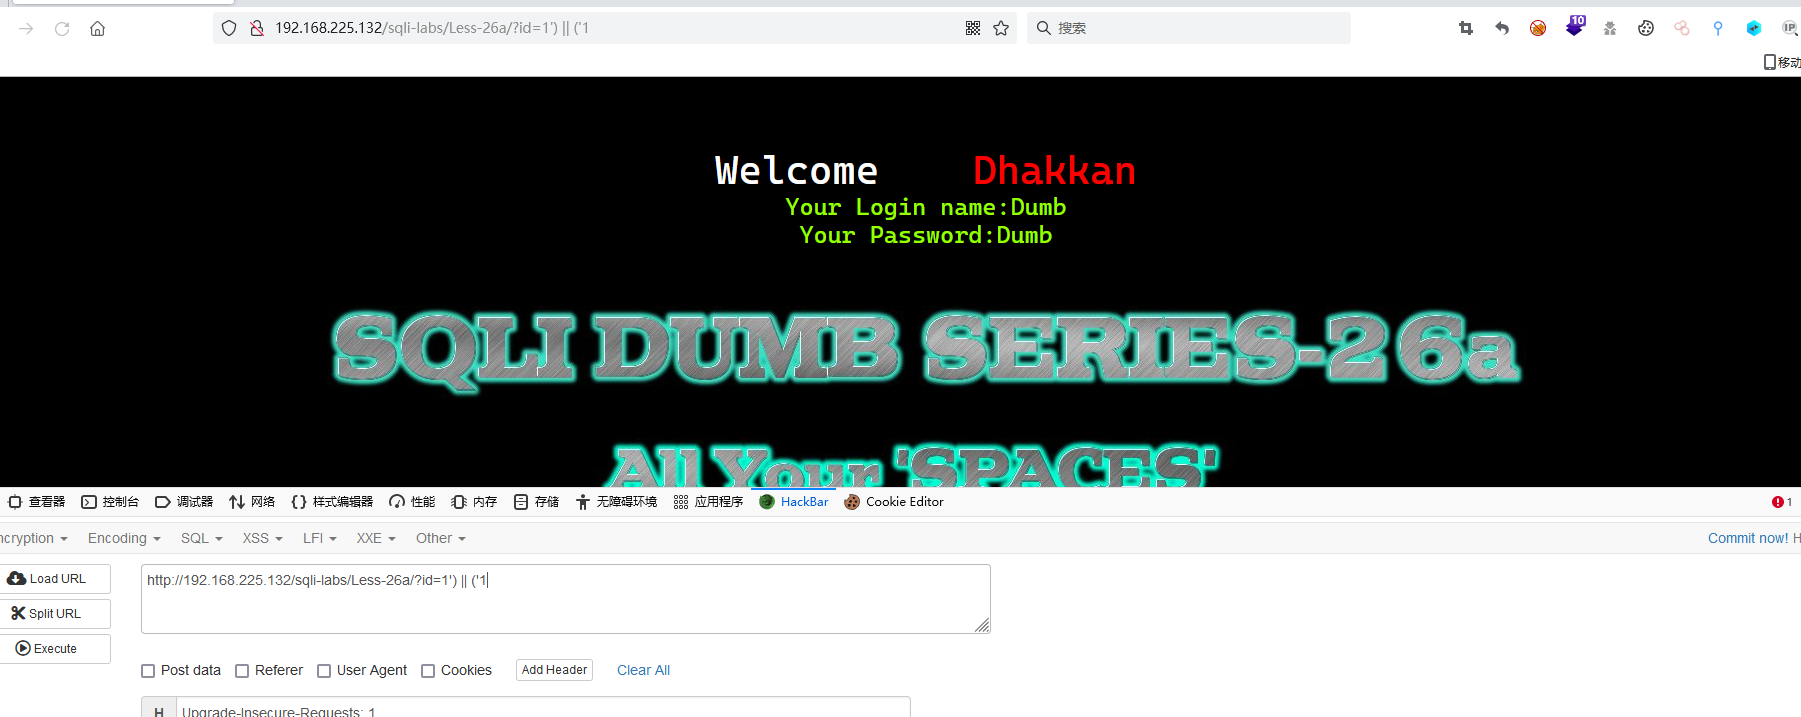 192.168.225.132/sqli-labs/Less-26a/?id=1') || ('1
搜索
10
IP
移动
Welcome Dhakkan
Your Login name:Dumb
Your Password:Dumb
SQLI DUMB SERIES-26a
All Your 'SPACES'
查看器 控制台 调试器 网络 {} 样式编辑器 性能 内存 存储 无障碍环境 应用程序 HackBar Cookie Editor 1
ncryption Encoding SQL XSS LFI XXE Other Commit now! H
Load URL
http://192.168.225.132/sqli-labs/Less-26a/?id=1') || ('1
Split URL
Execute
Post data Referer User Agent Cookies Add Header Clear All
H Upgrade-Insecure-Requests: 1